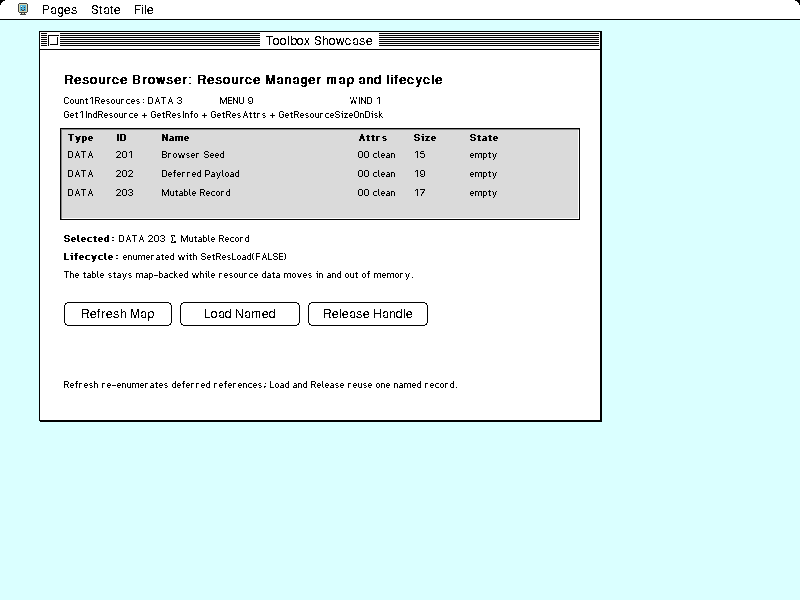 Pages State File
Toolbox Showcase
Resource Browser: Resource Manager map and lifecycle
Count1Resources: DATA 3 MENU 9 WIND 1
Get1IndResource + GetResInfo + GetResAttrs + GetResourceSizeOnDisk
Type ID Name Attrs Size State
DATA 201 Browser Seed 00 clean 15 empty
DATA 202 Deferred Payload 00 clean 19 empty
DATA 203 Mutable Record 00 clean 17 empty
Selected: DATA 203 ∑ Mutable Record
Lifecycle: enumerated with SetResLoad(FALSE)
The table stays map-backed while resource data moves in and out of memory.
Refresh Map Load Named Release Handle
Refresh re-enumerates deferred references; Load and Release reuse one named record.